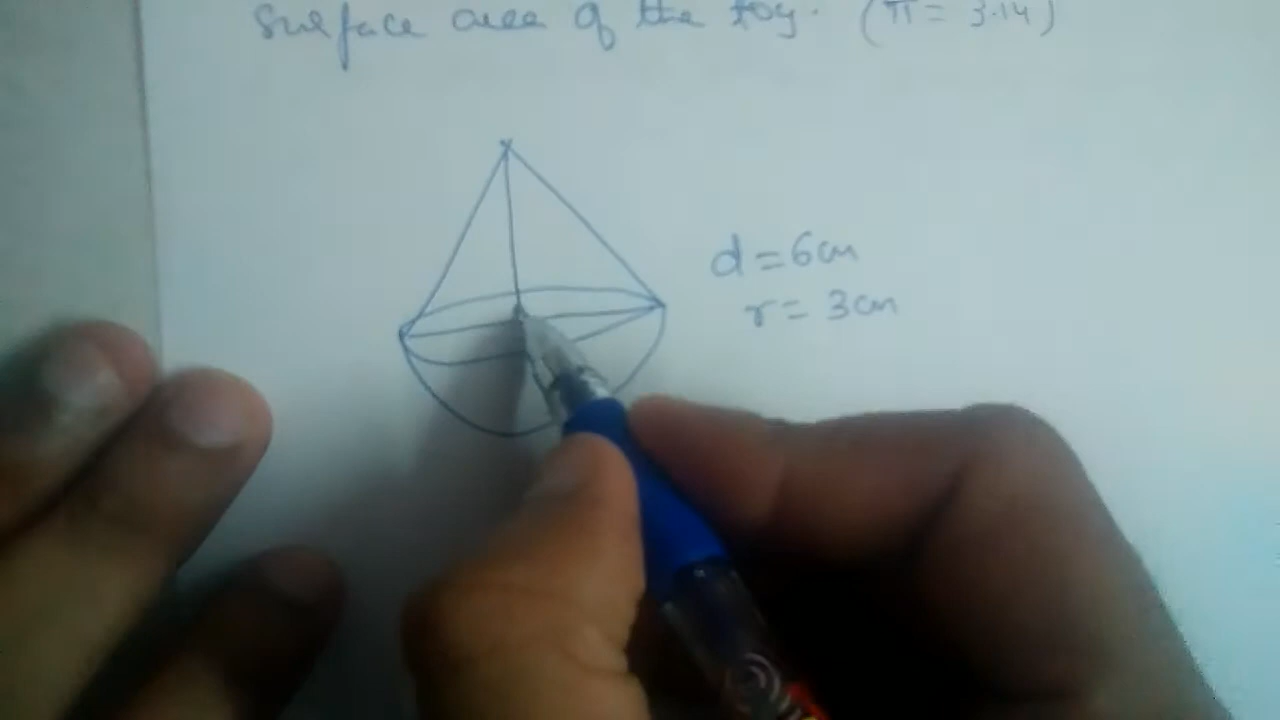 surface area of the toy. (π = 3.14)
d = 6cm
r = 3cm